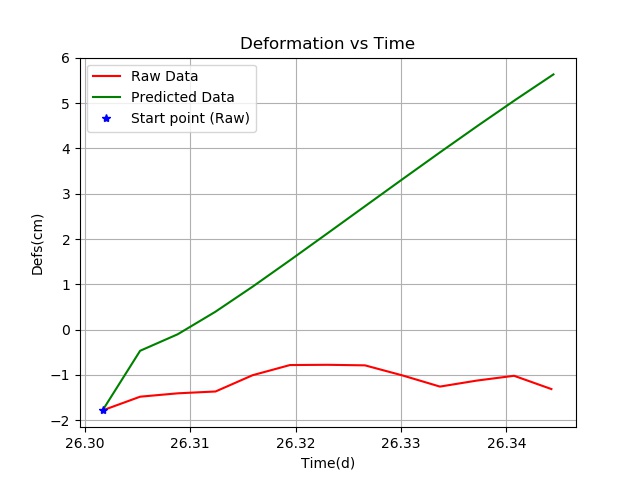 Deformation vs Time
Raw Data
Predicted Data
Start point (Raw)
Defs(cm)
6
5
4
3
2
1
0
−1
−2
26.30 26.31 26.32 26.33 26.34
Time(d)